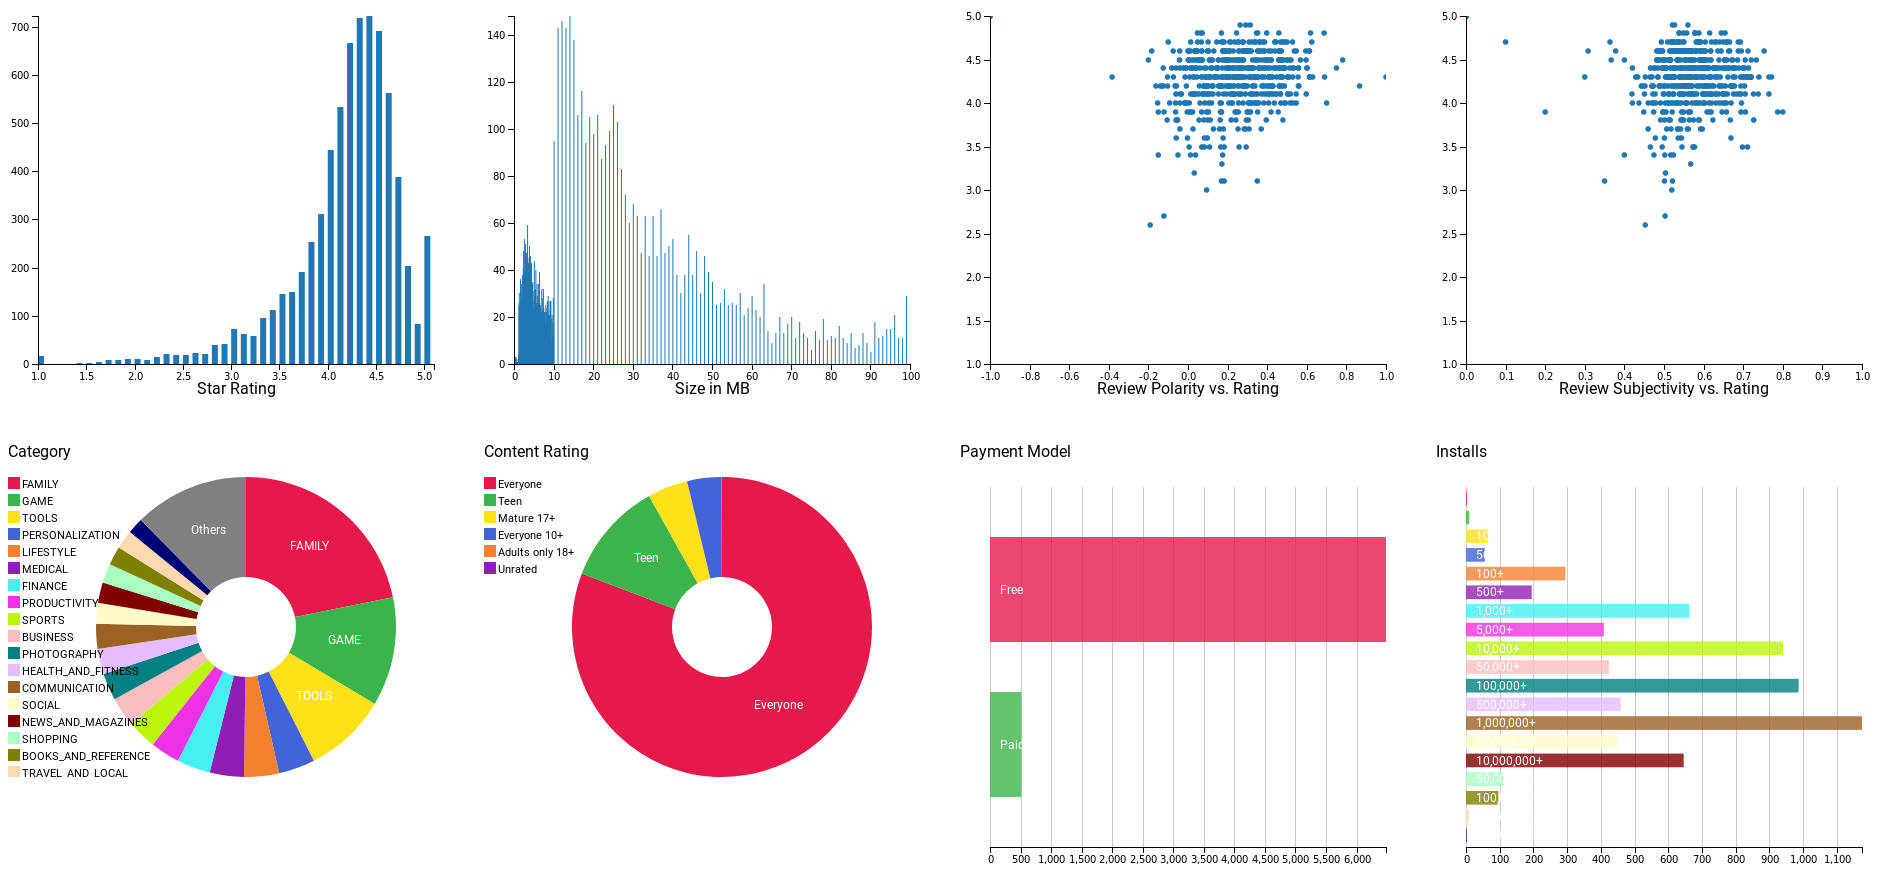 700
600
500
400
300
200
100
0
1.0 1.5 2.0 2.5 3.0 3.5 4.0 4.5 5.0
Star Rating
140
120
100
80
60
40
20
0
0 10 20 30 40 50 60 70 80 90 100
Size in MB
5.0
4.5
4.0
3.5
3.0
2.5
2.0
1.5
1.0
-1.0 -0.8 -0.6 -0.4 -0.2 0.0 0.2 0.4 0.6 0.8 1.0
Review Polarity vs. Rating
5.0
4.5
4.0
3.5
3.0
2.5
2.0
1.5
1.0
0.0 0.1 0.2 0.3 0.4 0.5 0.6 0.7 0.8 0.9 1.0
Review Subjectivity vs. Rating
Category
FAMILY
GAME
TOOLS
PERSONALIZATION
LIFESTYLE
MEDICAL
FINANCE
PRODUCTIVITY
SPORTS
BUSINESS
PHOTOGRAPHY
HEALTH_AND_FITNESS
COMMUNICATION
SOCIAL
NEWS_AND_MAGAZINES
SHOPPING
BOOKS_AND_REFERENCE
TRAVEL_AND_LOCAL
Others
FAMILY
GAME
TOOLS
Content Rating
Everyone
Teen
Mature 17+
Everyone 10+
Adults only 18+
Unrated
Teen
Everyone
Payment Model
Free
Paid
0 500 1,000 1,500 2,000 2,500 3,000 3,500 4,000 4,500 5,000 5,500 6,000
Installs
10
50
100+
500+
1,000+
5,000+
10,000+
50,000+
100,000+
500,000+
1,000,000+
10,000,000+
50,00
100
0 100 200 300 400 500 600 700 800 900 1,000 1,100